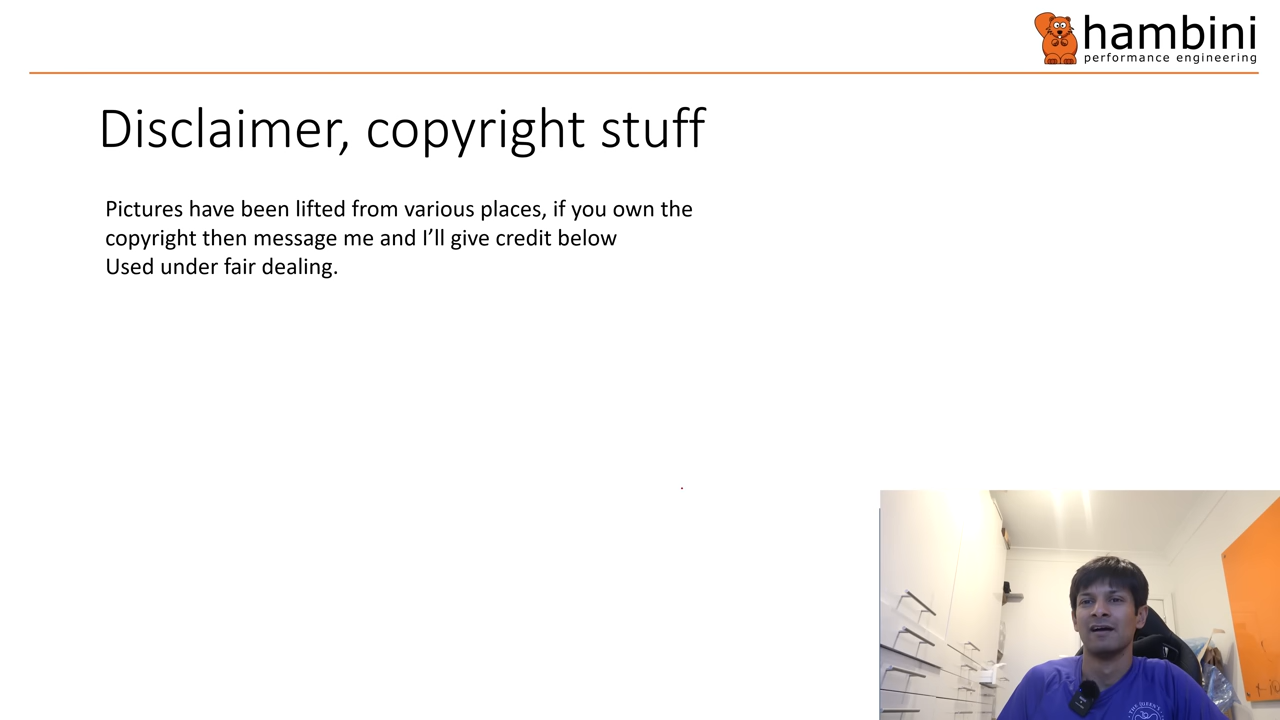 hambini
performance engineering
Disclaimer, copyright stuff
Pictures have been lifted from various places, if you own the
copyright then message me and I’ll give credit below
Used under fair dealing.